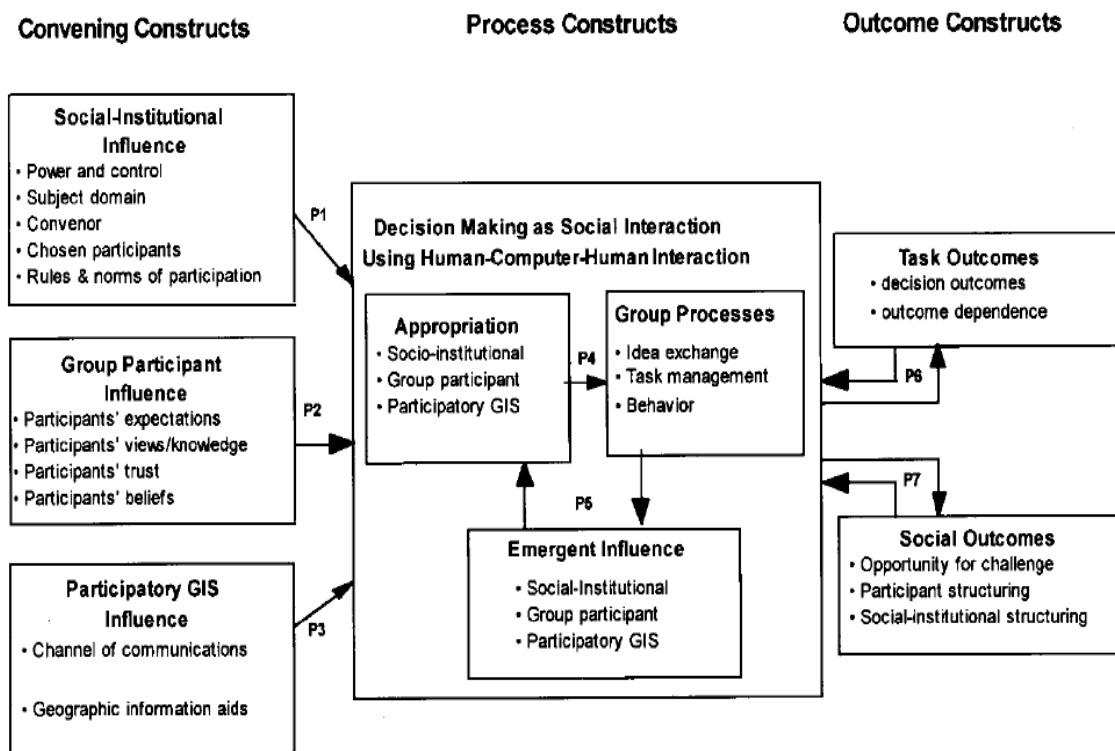 Convening Constructs
Process Constructs
Outcome Constructs
Social-Institutional
Influence
• Power and control
• Subject domain
• Convenor
• Chosen participants
• Rules & norms of participation
P1
Group Participant
Influence
• Participants' expectations
• Participants' views/knowledge
• Participants' trust
• Participants' beliefs
P2
Participatory GIS
Influence
• Channel of communications
• Geographic information aids
P3
Decision Making as Social Interaction
Using Human-Computer-Human Interaction
Appropriation
• Socio-institutional
• Group participant
• Participatory GIS
P4
Group Processes
• Idea exchange
• Task management
• Behavior
P5
Emergent Influence
• Social-Institutional
• Group participant
• Participatory GIS
Task Outcomes
• decision outcomes
• outcome dependence
P6
P7
Social Outcomes
• Opportunity for challenge
• Participant structuring
• Social-institutional structuring